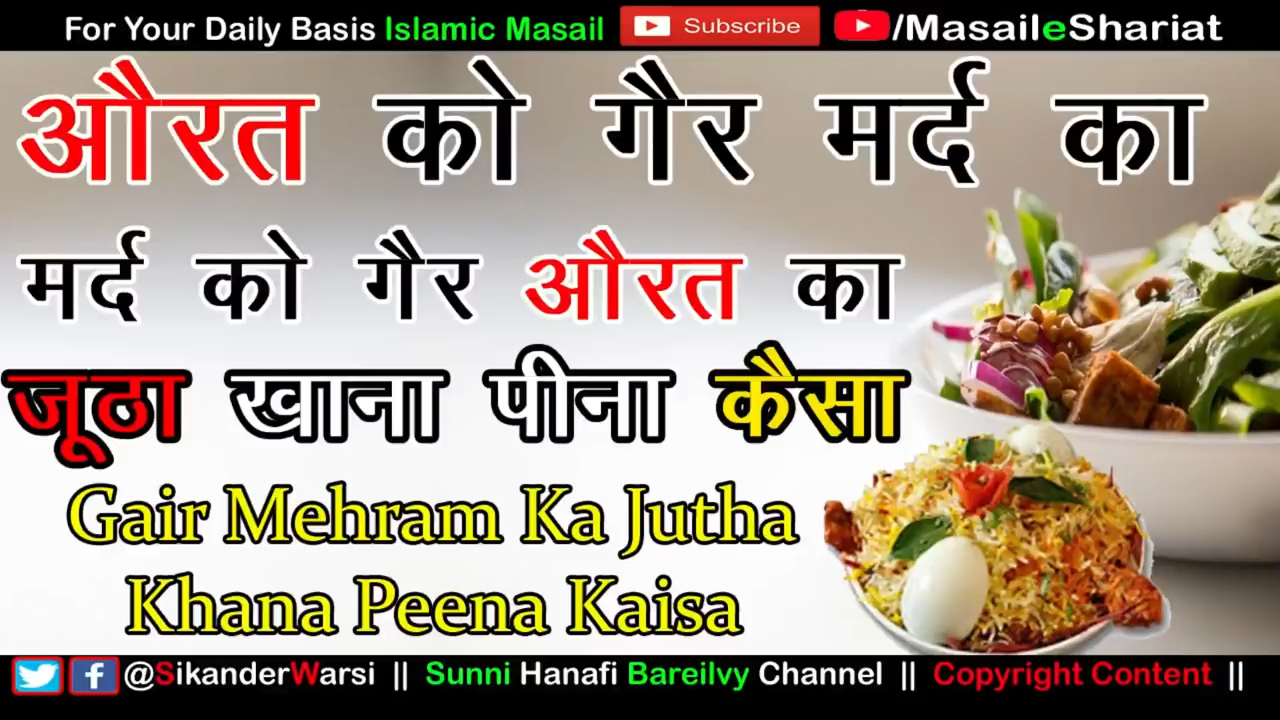 For Your Daily Basis Islamic Masail Subscribe /MasaileShariat
औरत को गैर मर्द का
मर्द को गैर औरत का
जूठा खाना पीना कैसा
Gair Mehram Ka Jutha
Khana Peena Kaisa
@SikanderWarsi || Sunni Hanafi Bareilvy Channel || Copyright Content ||